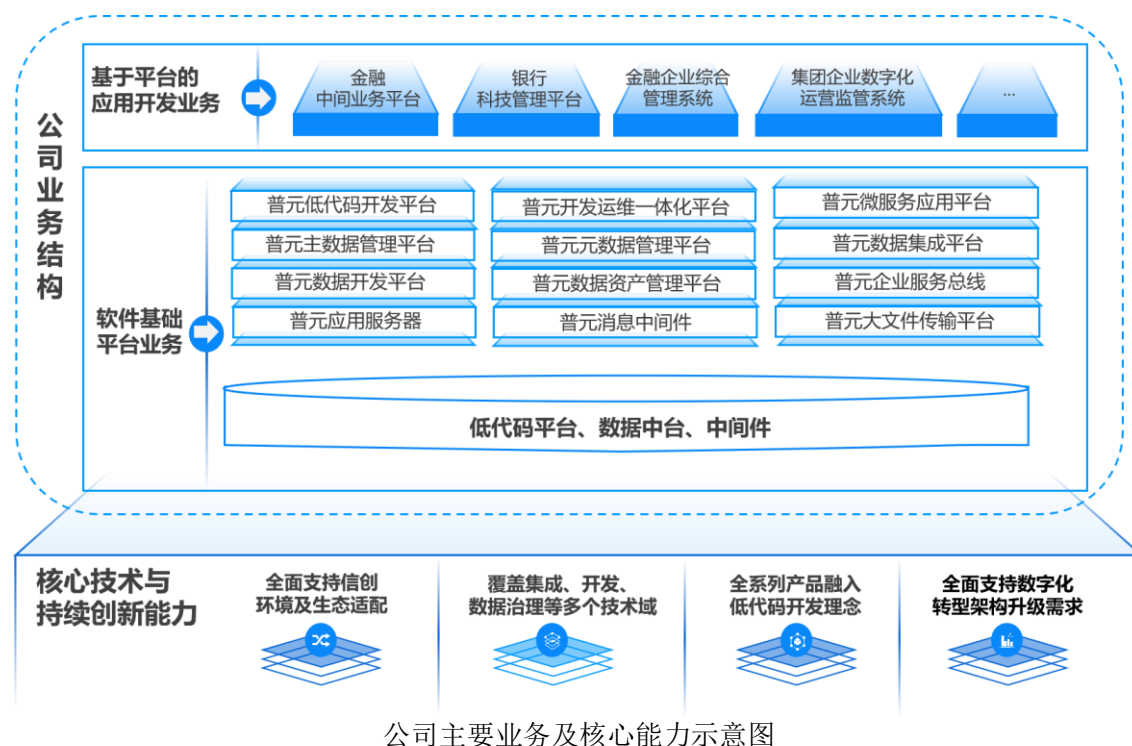 公司业务结构
基于平台的
应用开发业务
金融
中间业务平台
银行
科技管理平台
金融企业综合
管理系统
集团企业数字化
运营监管系统
...
软件基础
平台业务
普元低代码开发平台
普元开发运维一体化平台
普元微服务应用平台
普元主数据管理平台
普元元数据管理平台
普元数据集成平台
普元数据开发平台
普元数据资产管理平台
普元企业服务总线
普元应用服务器
普元消息中间件
普元大文件传输平台
低代码平台、数据中台、中间件
核心技术与
持续创新能力
全面支持信创
环境及生态适配
覆盖集成、开发、
数据治理等多个技术域
全系列产品融入
低代码开发理念
全面支持数字化
转型架构升级需求
公司主要业务及核心能力示意图